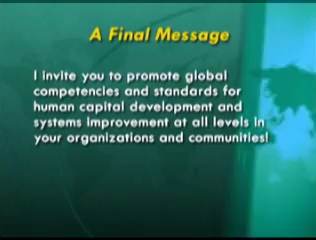 A Final Message
I invite you to promote global
competencies and standards for
human capital development and
systems improvement at all levels in
your organizations and communities!